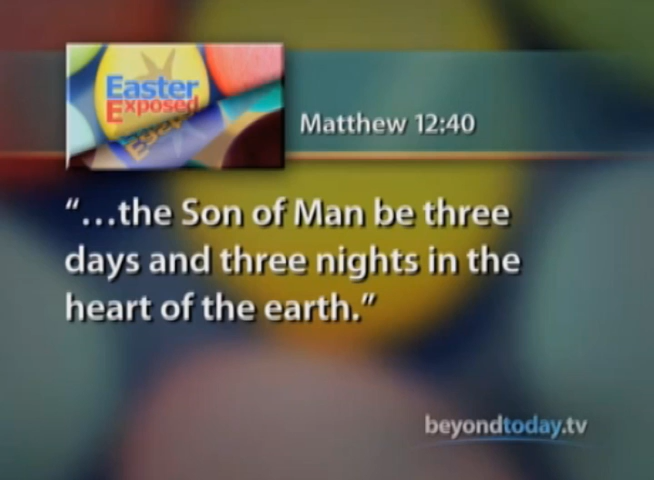 Easter
Exposed
Matthew 12:40
“…the Son of Man be three
days and three nights in the
heart of the earth.”
beyondtoday.tv